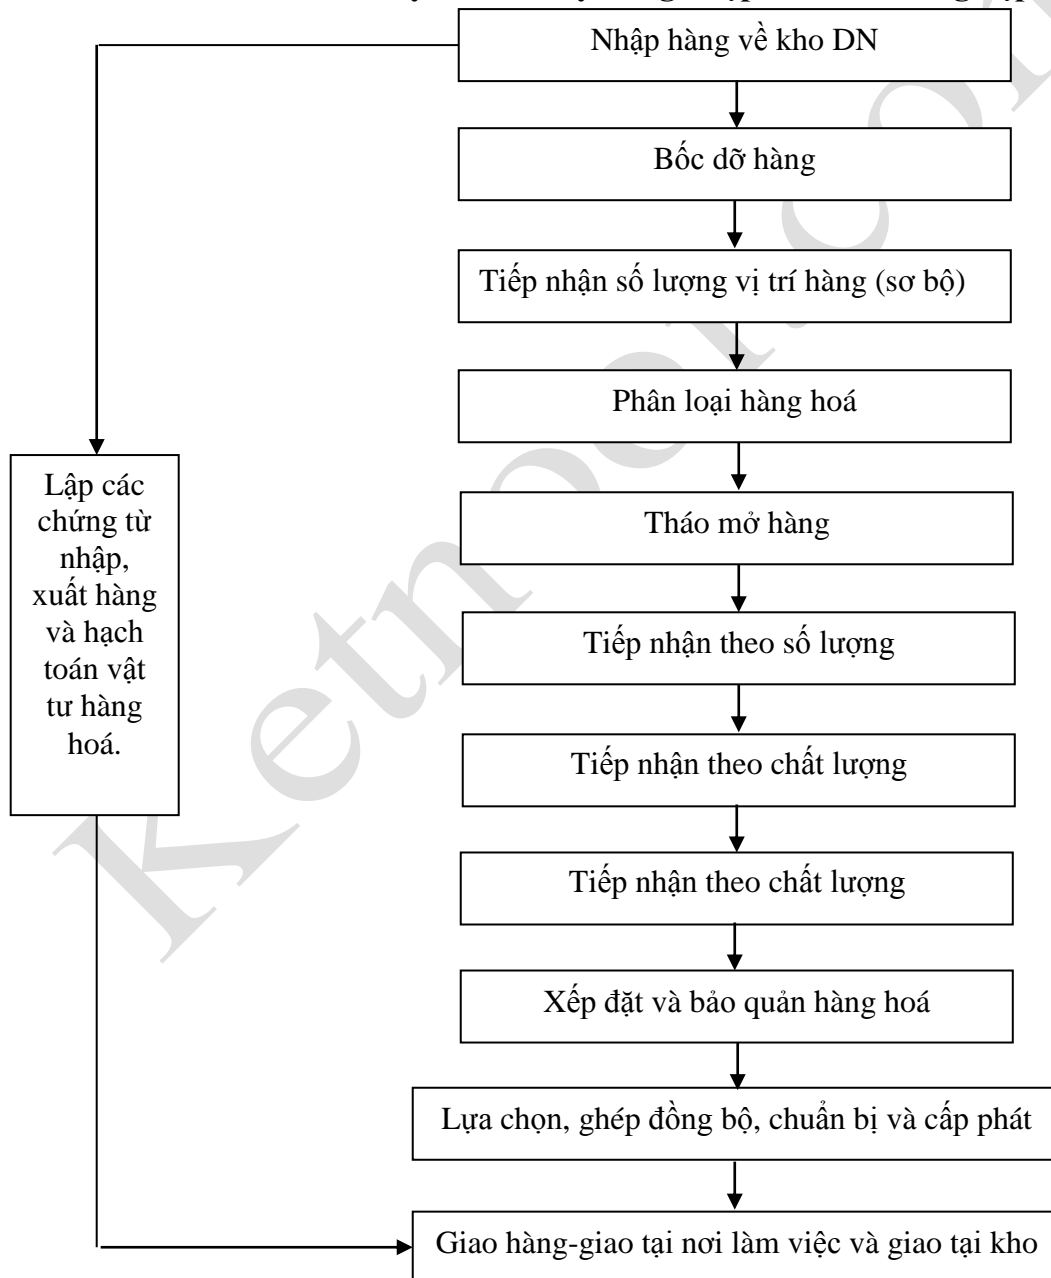 Nhập hàng về kho DN
Bốc dỡ hàng
Tiếp nhận số lượng vị trí hàng (sơ bộ)
Phân loại hàng hoá
Tháo mở hàng
Tiếp nhận theo số lượng
Tiếp nhận theo chất lượng
Tiếp nhận theo chất lượng
Xếp đặt và bảo quản hàng hoá
Lựa chọn, ghép đồng bộ, chuẩn bị và cấp phát
Giao hàng-giao tại nơi làm việc và giao tại kho
Lập các
chứng từ
nhập,
xuất hàng
và hạch
toán vật
tư hàng
hoá.